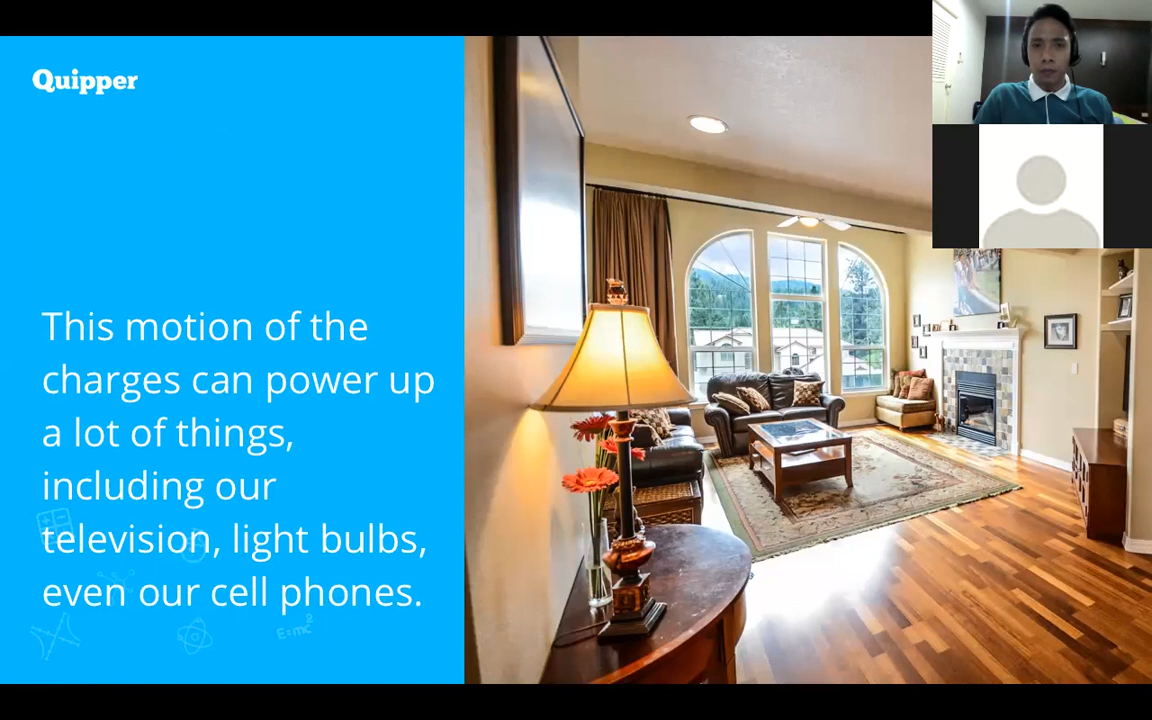 Quipper
This motion of the
charges can power up
a lot of things,
including our
television, light bulbs,
even our cell phones.
E=mc²